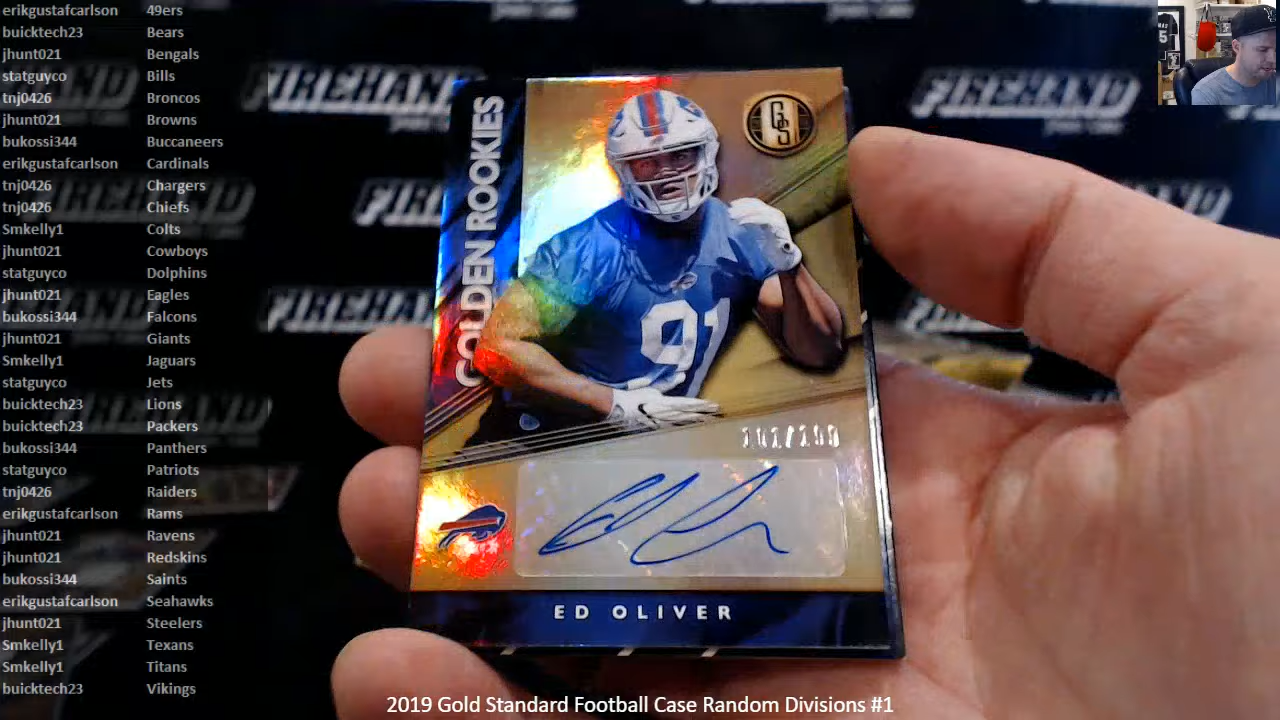 erikgustafcarlson 49ers
buicktech23 Bears
jhunt021 Bengals
statguyco Bills
tnj0426 Broncos
jhunt021 Browns
bukossi344 Buccaneers
erikgustafcarlson Cardinals
tnj0426 Chargers
tnj0426 Chiefs
Smkelly1 Colts
jhunt021 Cowboys
statguyco Dolphins
jhunt021 Eagles
bukossi344 Falcons
jhunt021 Giants
Smkelly1 Jaguars
statguyco Jets
buicktech23 Lions
buicktech23 Packers
bukossi344 Panthers
statguyco Patriots
tnj0426 Raiders
erikgustafcarlson Rams
jhunt021 Ravens
jhunt021 Redskins
bukossi344 Saints
erikgustafcarlson Seahawks
jhunt021 Steelers
Smkelly1 Texans
Smkelly1 Titans
buicktech23 Vikings
FIREHAND
FIREHAND
GOLDEN ROOKIES
GS
91
ED OLIVER
2019 Gold Standard Football Case Random Divisions #1